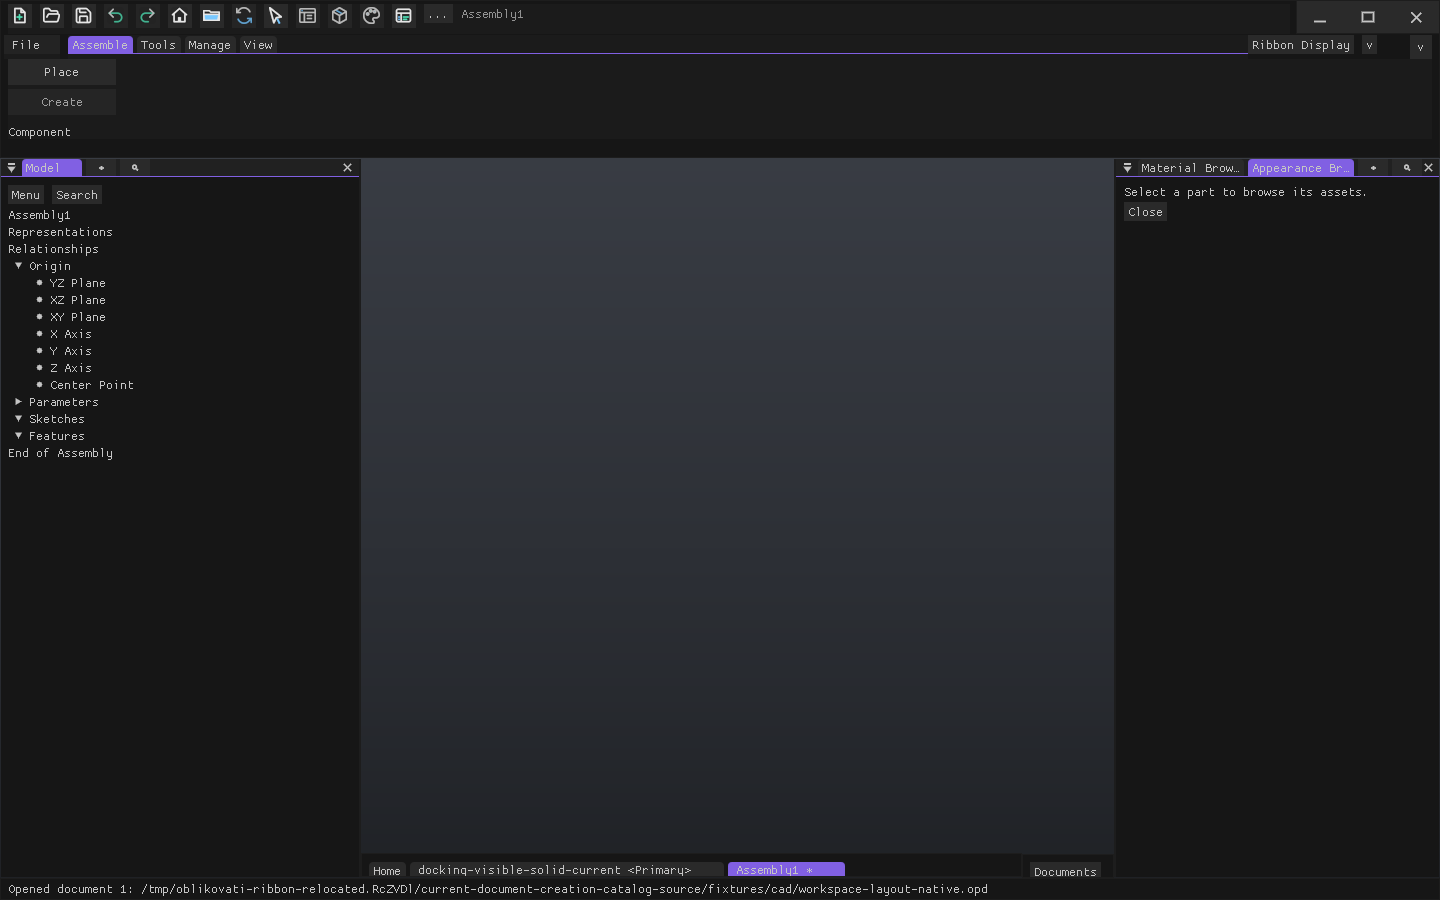 ... Assembly1
File Assemble Tools Manage View Ribbon Display v v
Place
Create
Component
Model
Menu Search
Assembly1
Representations
Relationships
Origin
YZ Plane
XZ Plane
XY Plane
X Axis
Y Axis
Z Axis
Center Point
Parameters
Sketches
Features
End of Assembly
Material Brow… Appearance Br…
Select a part to browse its assets.
Close
Home docking-visible-solid-current <Primary> Assembly1 * Documents
Opened document 1: /tmp/oblikovati-ribbon-relocated.RcZVDl/current-document-creation-catalog-source/fixtures/cad/workspace-layout-native.opd